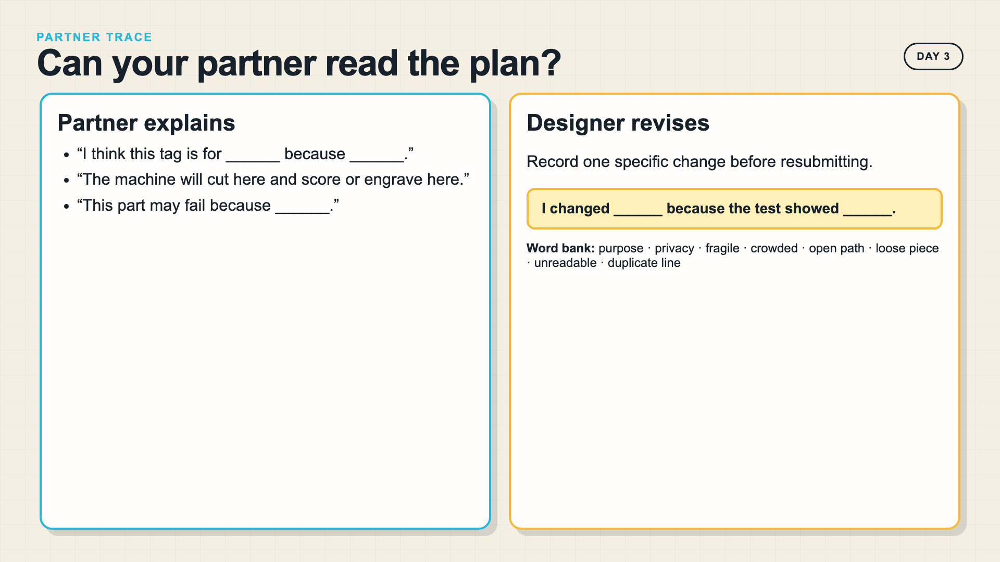 PARTNER TRACE
Can your partner read the plan?
DAY 3
Partner explains
• “I think this tag is for ______ because ______.”
• “The machine will cut here and score or engrave here.”
• “This part may fail because ______.”
Designer revises
Record one specific change before resubmitting.
I changed ______ because the test showed ______.
Word bank: purpose · privacy · fragile · crowded · open path · loose piece
· unreadable · duplicate line